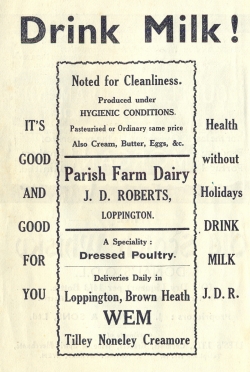 Drink Milk!
Noted for Cleanliness.
Produced under
HYGIENIC CONDITIONS.
Pasteurised or Ordinary same price
Also Cream, Butter, Eggs, &c.
Parish Farm Dairy
J. D. ROBERTS,
LOPPINGTON.
A Speciality:
Dressed Poultry.
Deliveries Daily in
Loppington, Brown Heath
WEM
Tilley Noneley Creamore
IT'S
GOOD
AND
GOOD
FOR
YOU
Health
without
Holidays
DRINK
MILK
J.D.R.